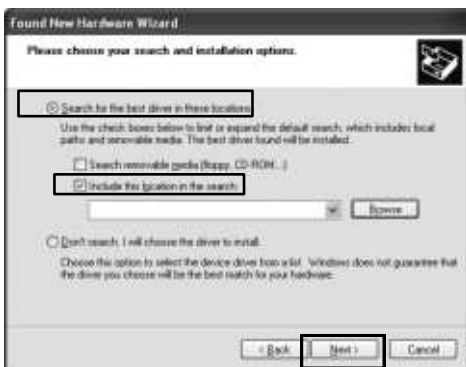 Found New Hardware Wizard
Please choose your search and installation options.
Search for the best driver in these locations.
Use the check boxes below to limit or expand the default search, which includes local
paths and removable media. The best driver found will be installed.
Search removable media (floppy, CD-ROM...)
Include this location in the search:
Browse
Don't search. I will choose the driver to install.
Choose this option to select the device driver from a list. Windows does not guarantee that
the driver you choose will be the best match for your hardware.
< Back Next > Cancel